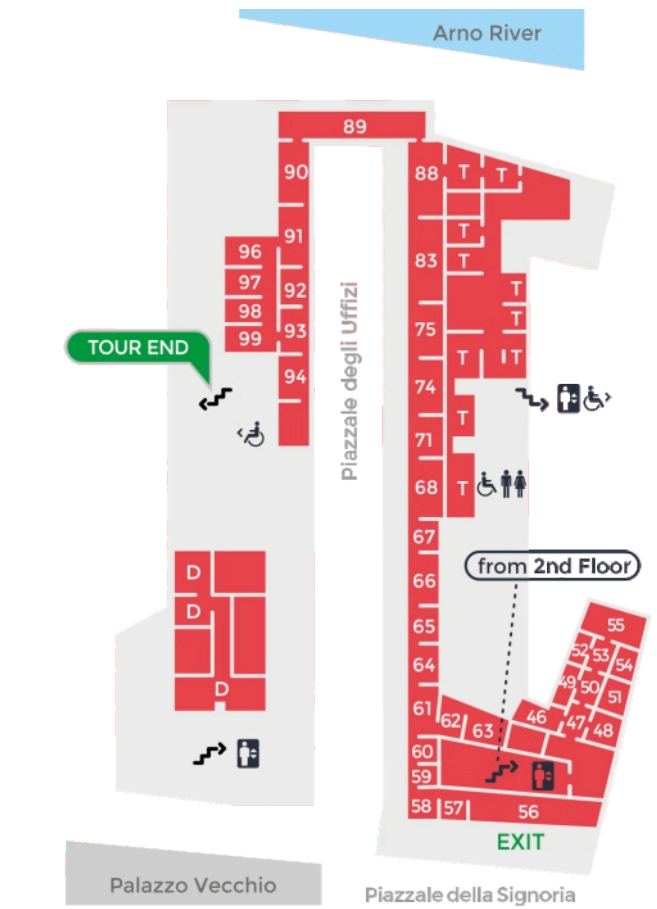 Arno River
89
90
88
T
T
91
T
96
83
T
97
92
T
98
93
75
T
99
TOUR END
94
74
T
T
Piazzale degli Uffizi
T
71
68
T
67
from 2nd Floor
66
D
D
65
55
52
53
54
64
49
50
51
D
61
62
63
46
47
48
60
59
58
57
56
EXIT
Palazzo Vecchio
Piazzale della Signoria